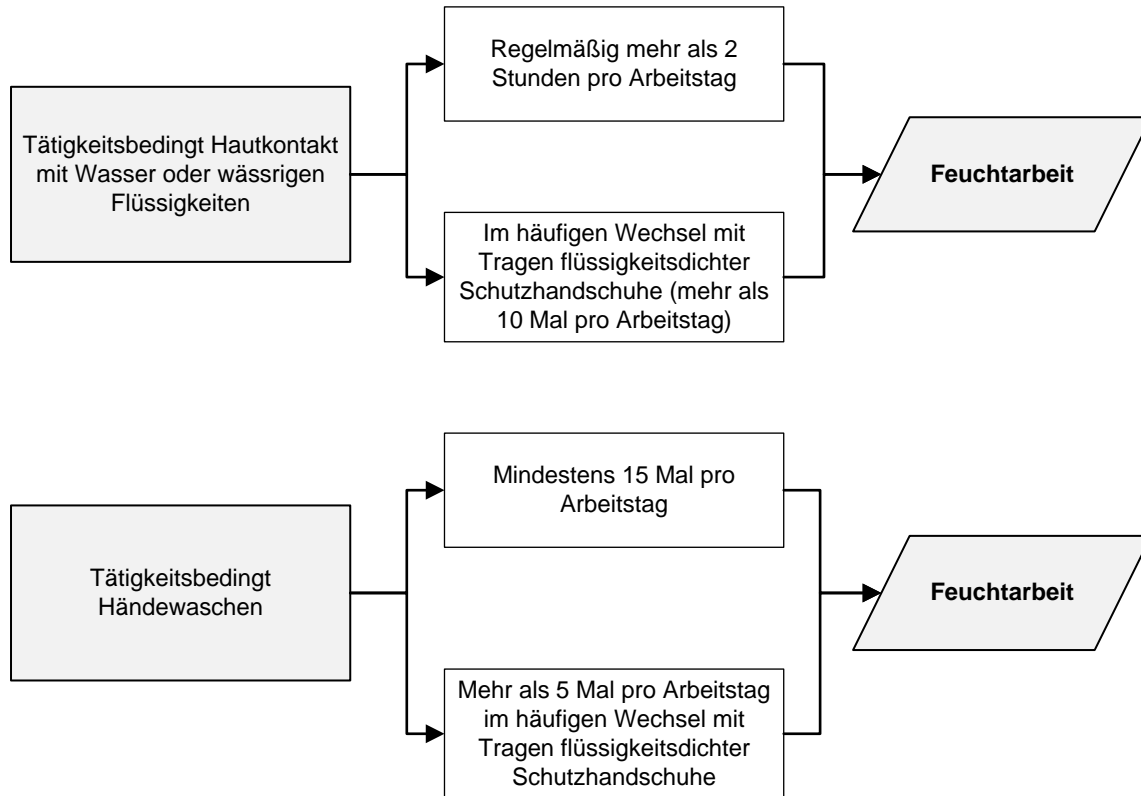 Regelmäßig mehr als 2
Stunden pro Arbeitstag
Tätigkeitsbedingt Hautkontakt
mit Wasser oder wässrigen
Flüssigkeiten
Feuchtarbeit
Im häufigen Wechsel mit
Tragen flüssigkeitsdichter
Schutzhandschuhe (mehr als
10 Mal pro Arbeitstag)
Mindestens 15 Mal pro
Arbeitstag
Tätigkeitsbedingt
Händewaschen
Feuchtarbeit
Mehr als 5 Mal pro Arbeitstag
im häufigen Wechsel mit
Tragen flüssigkeitsdichter
Schutzhandschuhe